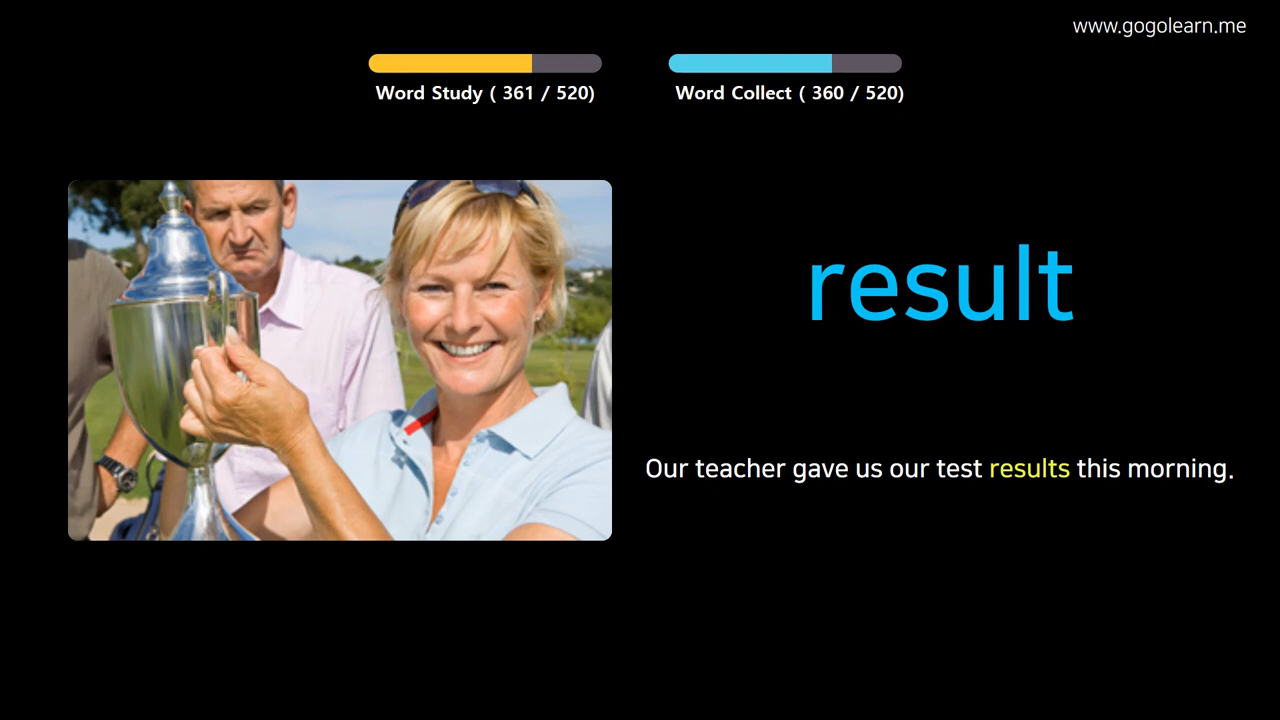 www.gogolearn.me
Word Study ( 361 / 520)
Word Collect ( 360 / 520)
result
Our teacher gave us our test results this morning.